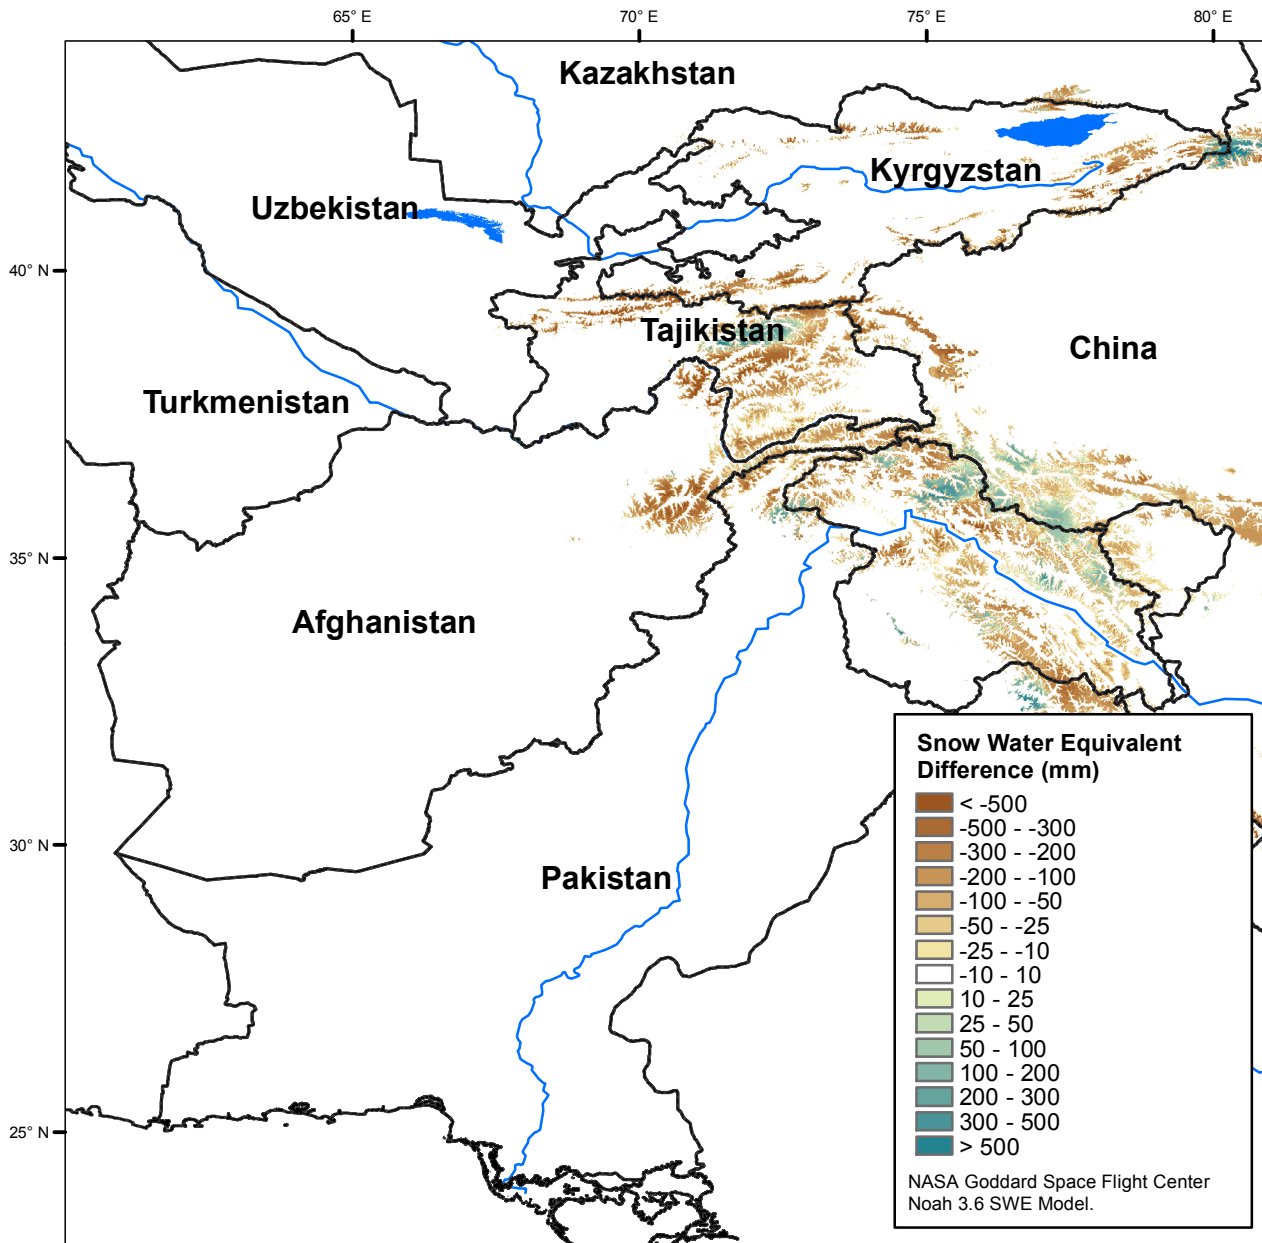 65° E
70° E
75° E
80° E
Kazakhstan
Kyrgyzstan
Uzbekistan
40° N
Tajikistan
China
Turkmenistan
35° N
Afghanistan
30° N
Pakistan
25° N
Snow Water Equivalent
Difference (mm)
< -500
-500 - -300
-300 - -200
-200 - -100
-100 - -50
-50 - -25
-25 - -10
-10 - 10
10 - 25
25 - 50
50 - 100
100 - 200
200 - 300
300 - 500
> 500
NASA Goddard Space Flight Center
Noah 3.6 SWE Model.